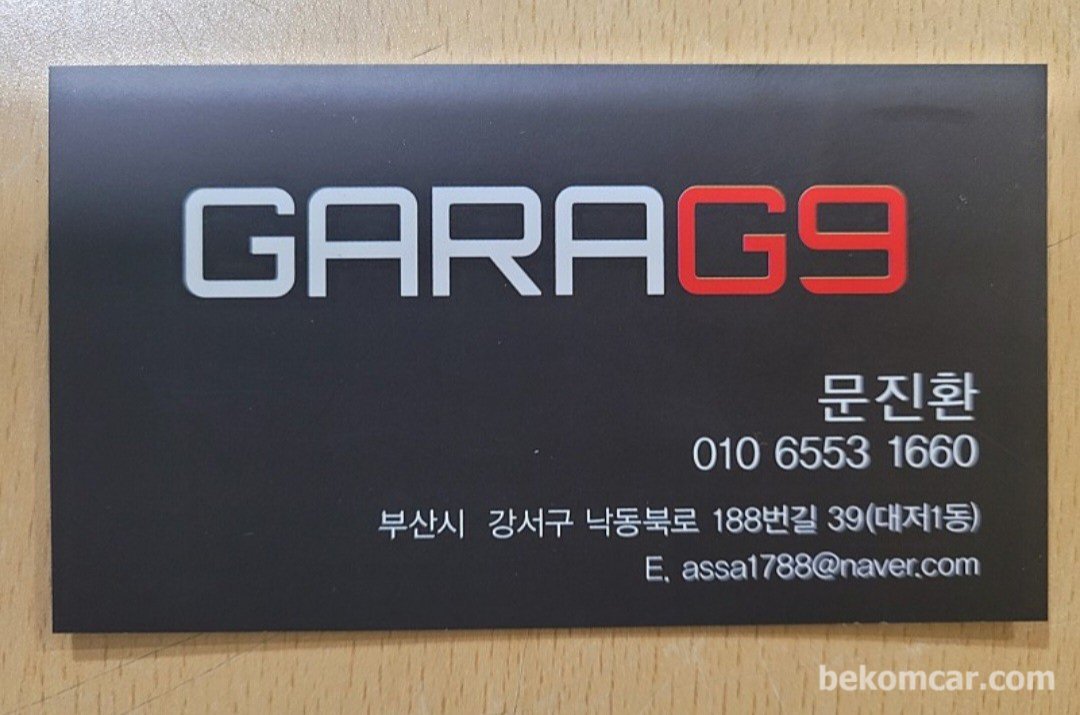 GARAG9
문진환
010 6553 1660
부산시 강서구 낙동북로 188번길 39(대저1동)
E. assa1788@naver.com
bekomcar.com